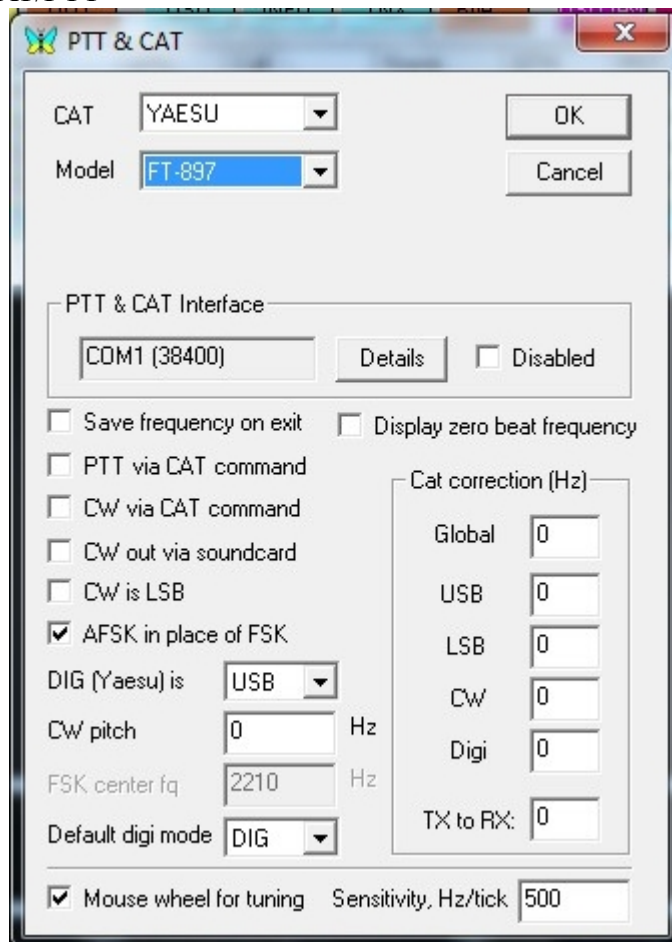 PTT & CAT
CAT YAESU OK
Model FT-897 Cancel
PTT & CAT Interface
COM1 (38400) Details Disabled
Save frequency on exit Display zero beat frequency
PTT via CAT command
Cat correction (Hz)
CW via CAT command
Global 0
CW out via soundcard
CW is LSB
USB 0
AFSK in place of FSK
LSB 0
DIG (Yaesu) is USB
CW 0
CW pitch 0 Hz
Digi 0
FSK center fq 2210 Hz
TX to RX: 0
Default digi mode DIG
Mouse wheel for tuning Sensitivity, Hz/tick 500